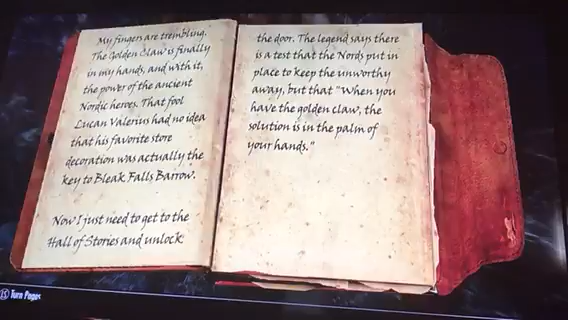 My fingers are trembling.
The Golden Claw is finally
in my hands, and with it,
the power of the ancient
Nordic heroes. That fool
Lucan Valerius had no idea
that his favorite store
decoration was actually the
key to Bleak Falls Barrow.
Now I just need to get to the
Hall of Stories and unlock
the door. The legend says there
is a test that the Nords put in
place to keep the unworthy
away, but that "When you
have the golden claw, the
solution is in the palm of
your hands."
Turn Pages